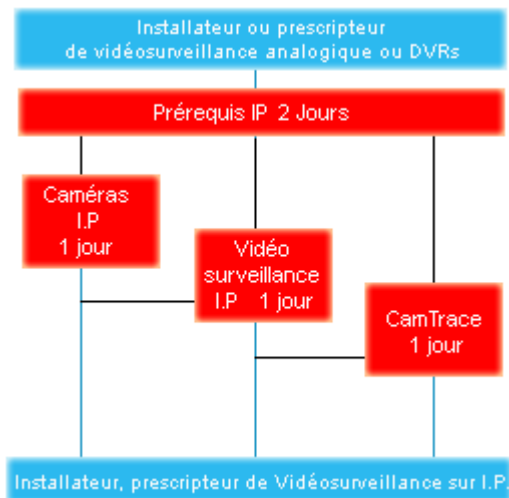 Installateur ou prescripteur
de vidéosurveillance analogique ou DVRs
Prérequis IP 2 Jours
Caméras
I.P
1 jour
Vidéo
surveillance
I.P 1 jour
CamTrace
1 jour
Installateur, prescripteur de Vidéosurveillance sur I.P.